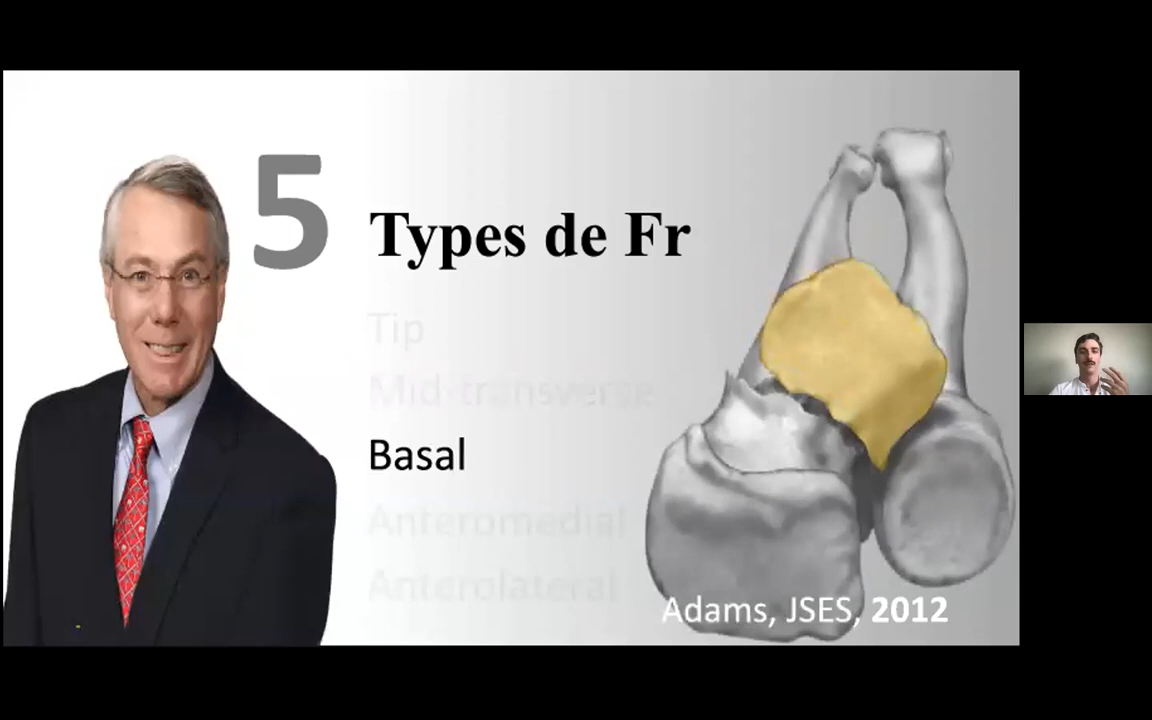 5
Types de Fr
Tip
Mid-transverse
Basal
Anteromedial
Anterolateral
Adams, JSES, 2012